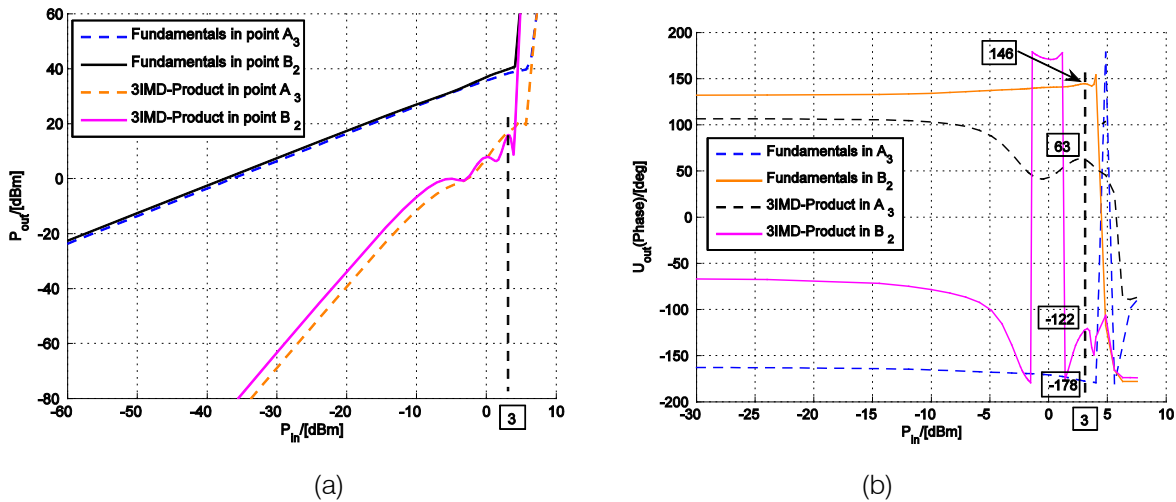 Fundamentals in point A3
Fundamentals in point B2
3IMD-Product in point A3
3IMD-Product in point B2
60
40
20
0
-20
-40
-60
-80
-60
-50
-40
-30
-20
-10
0
10
3
Pout/[dBm]
Pin/[dBm]
(a)
200
150
100
50
0
-50
-100
-150
-200
-30
-25
-20
-15
-10
-5
0
5
10
3
146
63
-122
-178
Fundamentals in A3
Fundamentals in B2
3IMD-Product in A3
3IMD-Product in B2
Uout(Phase)/[deg]
Pin/[dBm]
(b)